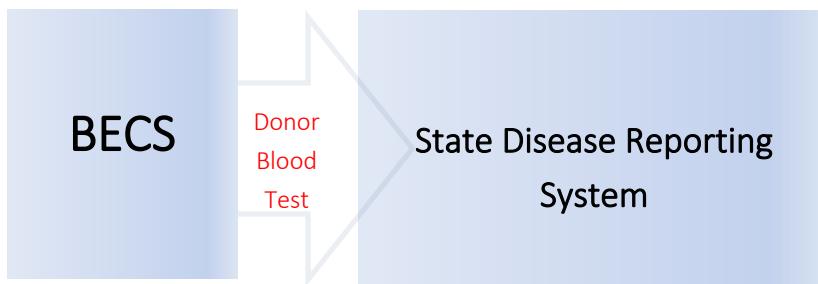 BECS
Donor
Blood
Test
State Disease Reporting
System